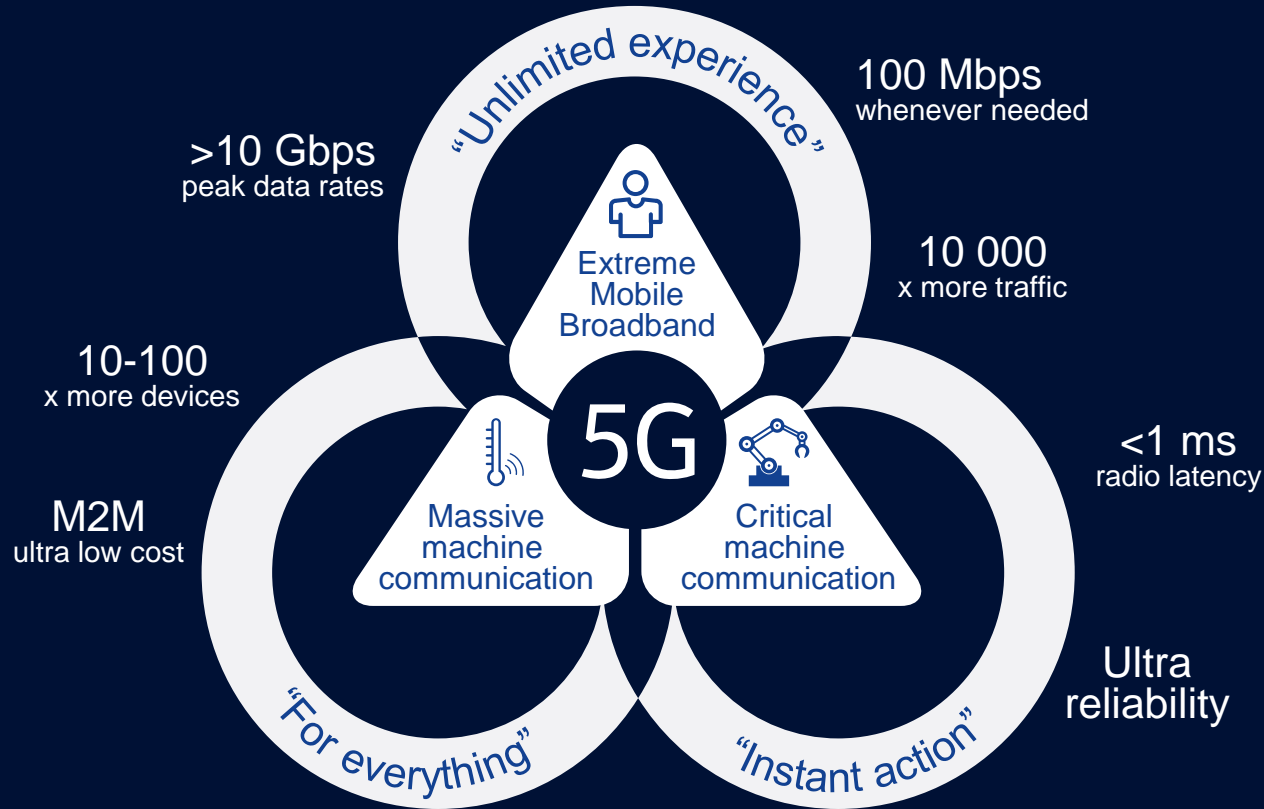 “Unlimited experience”
100 Mbps
whenever needed
>10 Gbps
peak data rates
10 000
x more traffic
Extreme
Mobile
Broadband
10-100
x more devices
5G
<1 ms
radio latency
M2M
ultra low cost
Massive
machine
communication
Critical
machine
communication
Ultra
reliability
“For everything”
“Instant action”